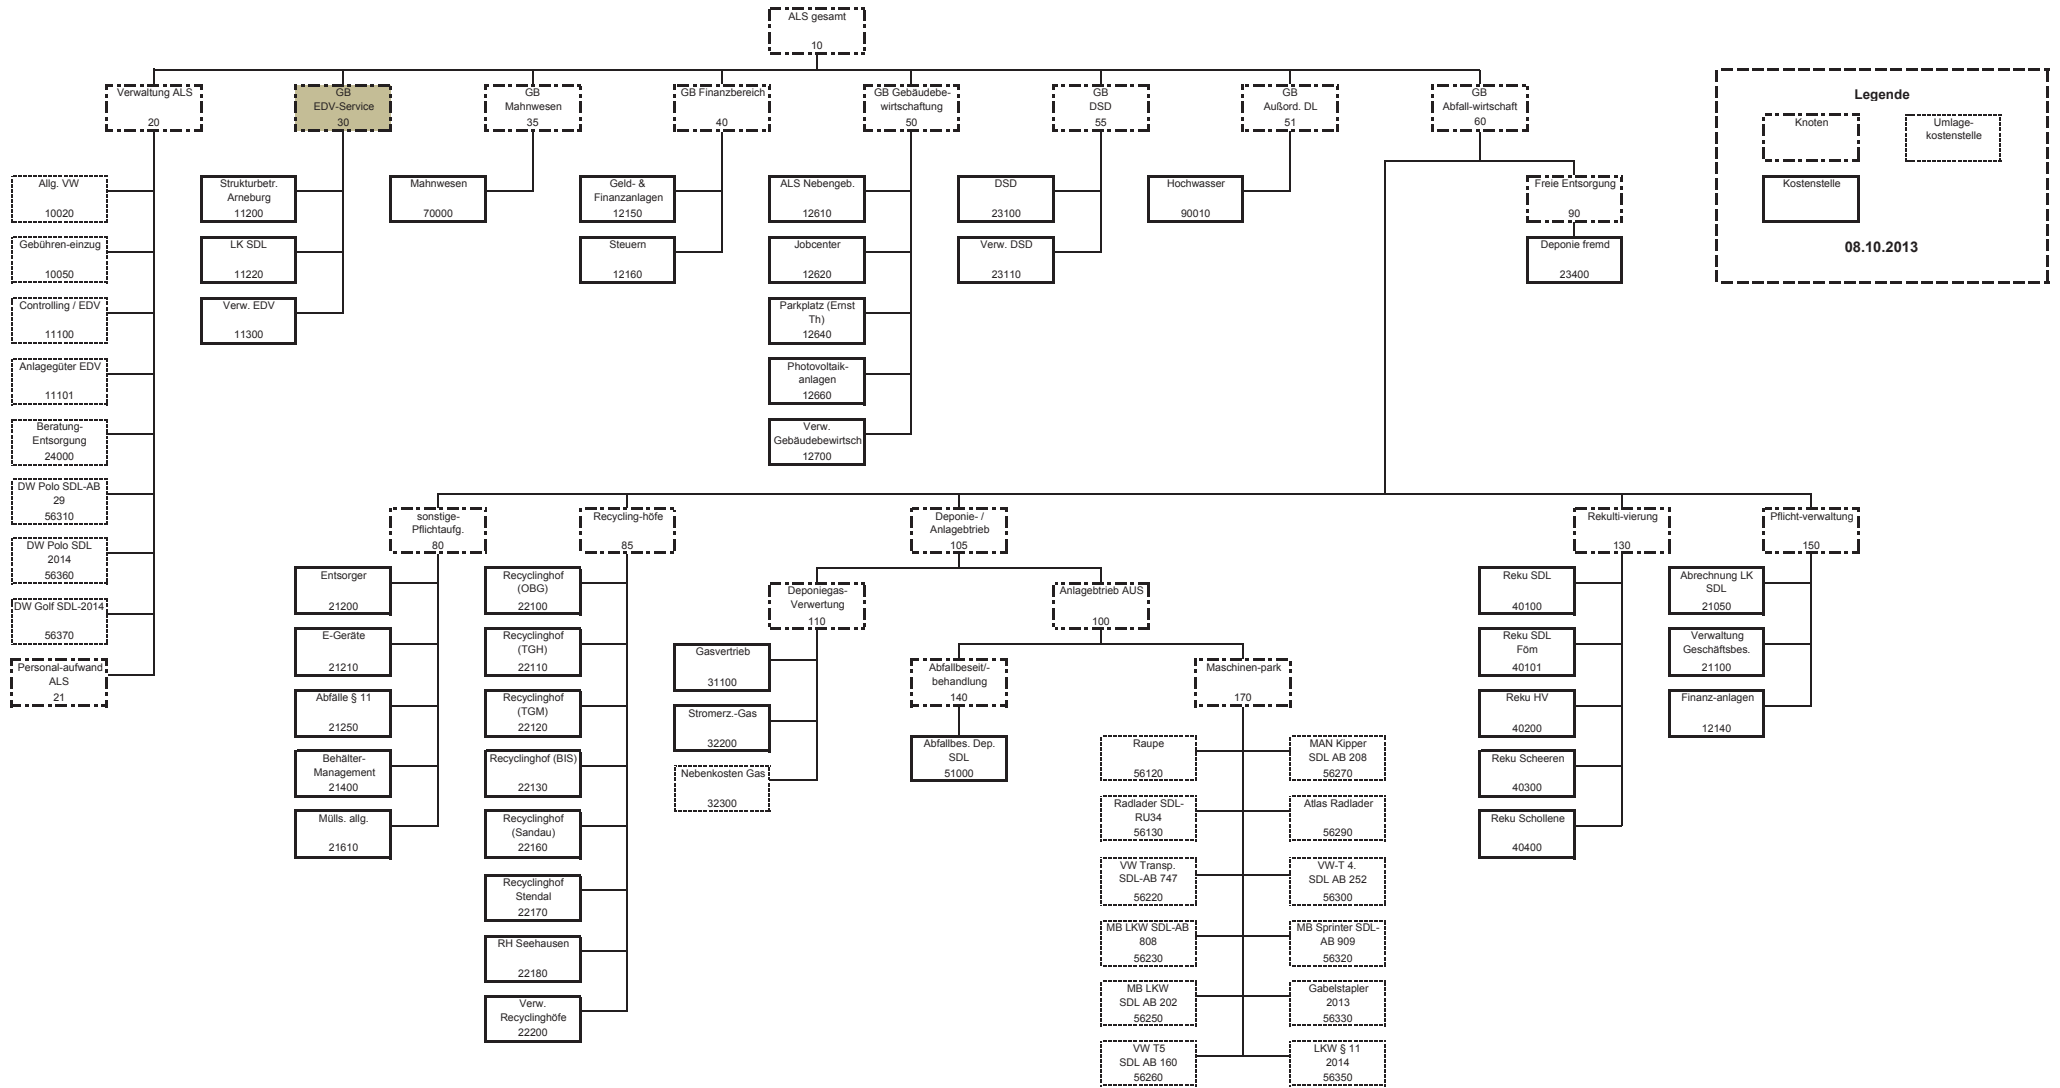 ALS gesamt
10
Verwaltung ALS
20
GB
EDV-Service
30
GB
Mahnwesen
35
GB Finanzbereich
40
GB Gebäudebe-
wirtschaftung
50
GB
DSD
55
GB
Außord. DL
51
GB
Abfall-wirtschaft
60
Legende
Knoten
Umlage-
kostenstelle
Kostenstelle
08.10.2013
Allg. VW
10020
Gebühren-einzug
10050
Controlling / EDV
11100
Anlagegüter EDV
11101
Beratung-
Entsorgung
24000
DW Polo SDL-AB
29
56310
DW Polo SDL
2014
56360
DW Golf SDL-2014
56370
Personal-aufwand
ALS
21
Strukturbetr.
Arneburg
11200
LK SDL
11220
Verw. EDV
11300
Mahnwesen
70000
Geld- &
Finanzanlagen
12150
Steuern
12160
ALS Nebengeb.
12610
Jobcenter
12620
Parkplatz (Ernst
Th)
12640
Photovoltaik-
anlagen
12660
Verw.
Gebäudebewirtsch
12700
DSD
23100
Verw. DSD
23110
Hochwasser
90010
Freie Entsorgung
90
Deponie fremd
23400
sonstige-
Pflichtaufg.
80
Entsorger
21200
E-Geräte
21210
Abfälle § 11
21250
Behälter-
Management
21400
Mülls. allg.
21610
Recycling-höfe
85
Recyclinghof
(OBG)
22100
Recyclinghof
(TGH)
22110
Recyclinghof
(TGM)
22120
Recyclinghof (BIS)
22130
Recyclinghof
(Sandau)
22160
Recyclinghof
Stendal
22170
RH Seehausen
22180
Verw.
Recyclinghöfe
22200
Deponie- /
Anlagebtrieb
105
Deponiegas-
Verwertung
110
Gasvertrieb
31100
Stromerz.-Gas
32200
Nebenkosten Gas
32300
Anlagebtrieb AUS
100
Abfallbeseit/-
behandlung
140
Abfallbes. Dep.
SDL
51000
Maschinen-park
170
Raupe
56120
MAN Kipper
SDL AB 208
56270
Radlader SDL-
RU34
56130
Atlas Radlader
56290
VW Transp.
SDL-AB 747
56220
VW-T 4.
SDL AB 252
56300
MB LKW SDL-AB
808
56230
MB Sprinter SDL-
AB 909
56320
MB LKW
SDL AB 202
56250
Gabelstapler
2013
56330
VW T5
SDL AB 160
56260
LKW § 11
2014
56350
Rekulti-vierung
130
Reku SDL
40100
Reku SDL
Föm
40101
Reku HV
40200
Reku Scheeren
40300
Reku Schollene
40400
Pflicht-verwaltung
150
Abrechnung LK
SDL
21050
Verwaltung
Geschäftsbes.
21100
Finanz-anlagen
12140